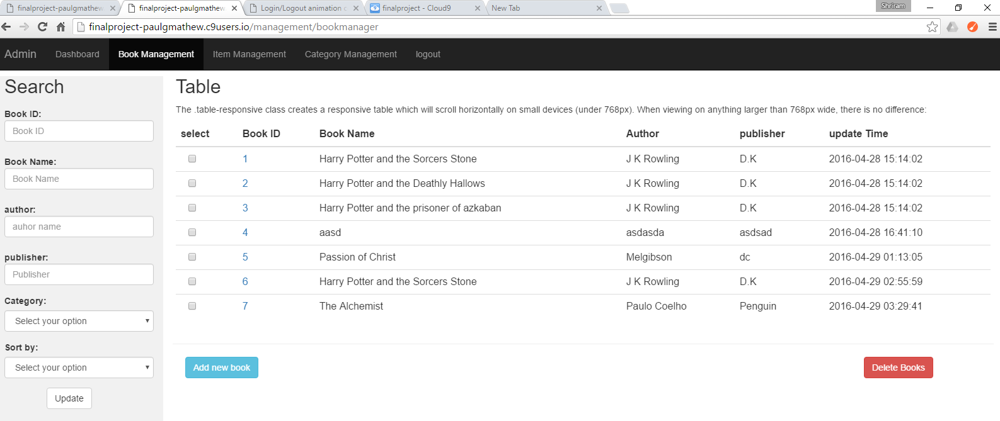 finalproject-paulgmathew
finalproject-paulgmathew
Login/Logout animation c
finalproject - Cloud9
New Tab
Shriram
finalproject-paulgmathew.c9users.io/management/bookmanager
Admin Dashboard Book Management Item Management Category Management logout
Search
Book ID:
Book ID
Book Name:
Book Name
author:
auhor name
publisher:
Publisher
Category:
Select your option
Sort by:
Select your option
Update
Table
The .table-responsive class creates a responsive table which will scroll horizontally on small devices (under 768px). When viewing on anything larger than 768px wide, there is no difference:
select Book ID Book Name Author publisher update Time
1 Harry Potter and the Sorcers Stone J K Rowling D.K 2016-04-28 15:14:02
2 Harry Potter and the Deathly Hallows J K Rowling D.K 2016-04-28 15:14:02
3 Harry Potter and the prisoner of azkaban J K Rowling D.K 2016-04-28 15:14:02
4 aasd asdasda asdsad 2016-04-28 16:41:10
5 Passion of Christ Melgibson dc 2016-04-29 01:13:05
6 Harry Potter and the Sorcers Stone J K Rowling D.K 2016-04-29 02:55:59
7 The Alchemist Paulo Coelho Penguin 2016-04-29 03:29:41
Add new book Delete Books